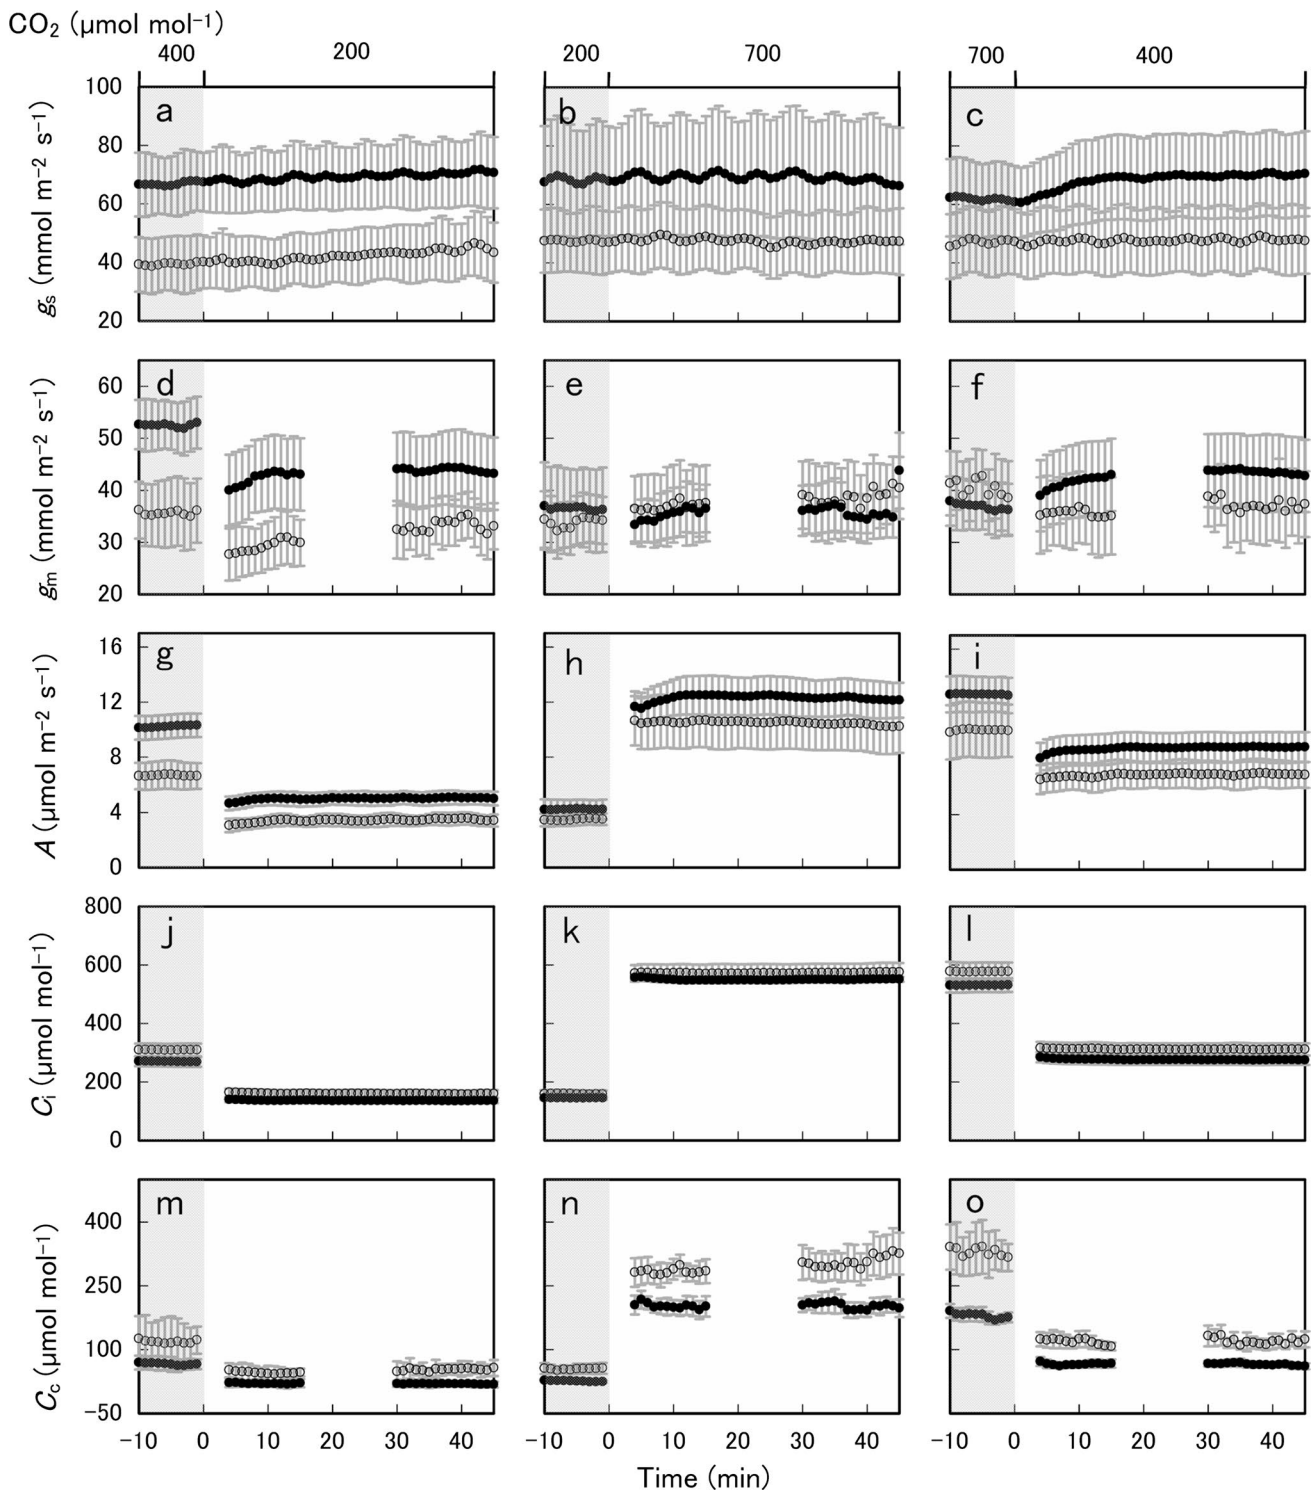 CO₂ (μmol mol⁻¹)
400 200 200 700 700 400
a b c
100
80
60
40
20
gₛ (mmol m⁻² s⁻¹)
d e f
60
50
40
30
20
gₘ (mmol m⁻² s⁻¹)
g h i
16
12
8
4
0
A (μmol m⁻² s⁻¹)
j k l
800
600
400
200
0
Cᵢ (μmol mol⁻¹)
m n o
400
250
100
−50
C꜀ (μmol mol⁻¹)
−10 0 10 20 30 40 −10 0 10 20 30 40 −10 0 10 20 30 40
Time (min)